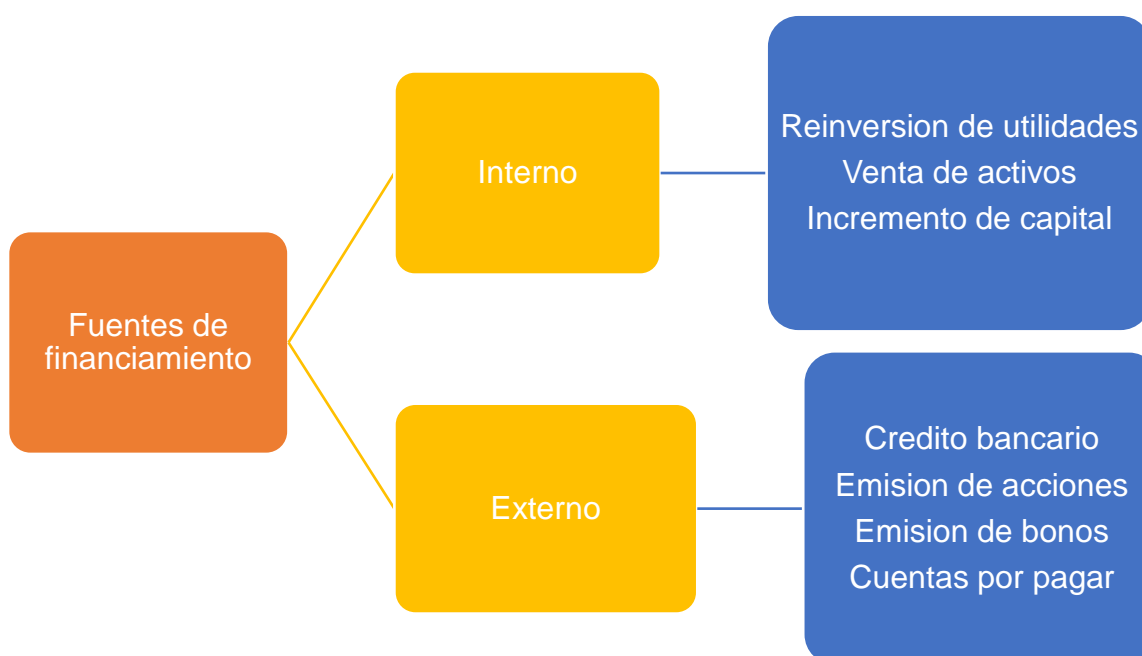 Fuentes de
financiamiento
Interno
Reinversion de utilidades
Venta de activos
Incremento de capital
Externo
Credito bancario
Emision de acciones
Emision de bonos
Cuentas por pagar